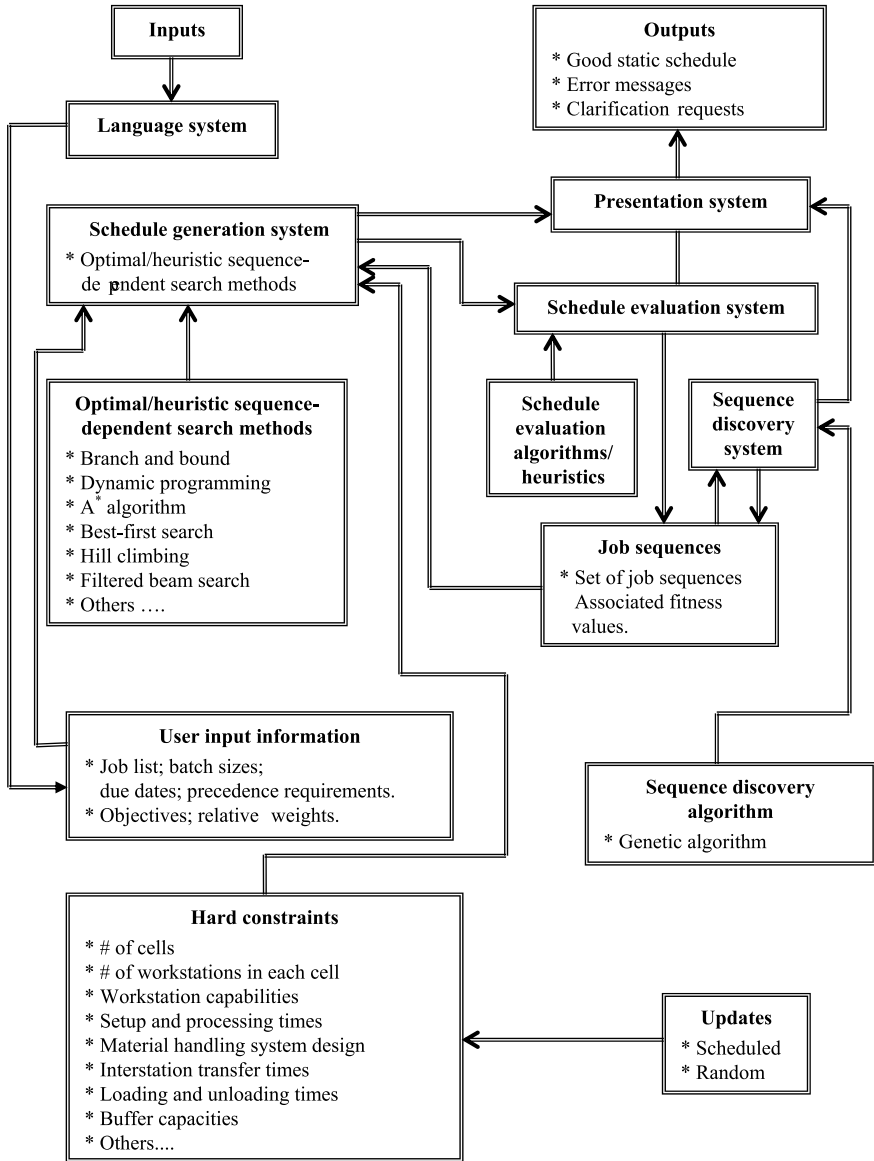 Inputs
Language system
Outputs
* Good static schedule
* Error messages
* Clarification requests
Presentation system
Schedule generation system
* Optimal/heuristic sequence-
dependent search methods
Schedule evaluation system
Optimal/heuristic sequence-
dependent search methods
* Branch and bound
* Dynamic programming
* A* algorithm
* Best-first search
* Hill climbing
* Filtered beam search
* Others ….
Schedule
evaluation
algorithms/
heuristics
Sequence
discovery
system
Job sequences
* Set of job sequences
Associated fitness
values.
User input information
* Job list; batch sizes;
due dates; precedence requirements.
* Objectives; relative weights.
Sequence discovery
algorithm
* Genetic algorithm
Hard constraints
* # of cells
* # of workstations in each cell
* Workstation capabilities
* Setup and processing times
* Material handling system design
* Interstation transfer times
* Loading and unloading times
* Buffer capacities
* Others....
Updates
* Scheduled
* Random